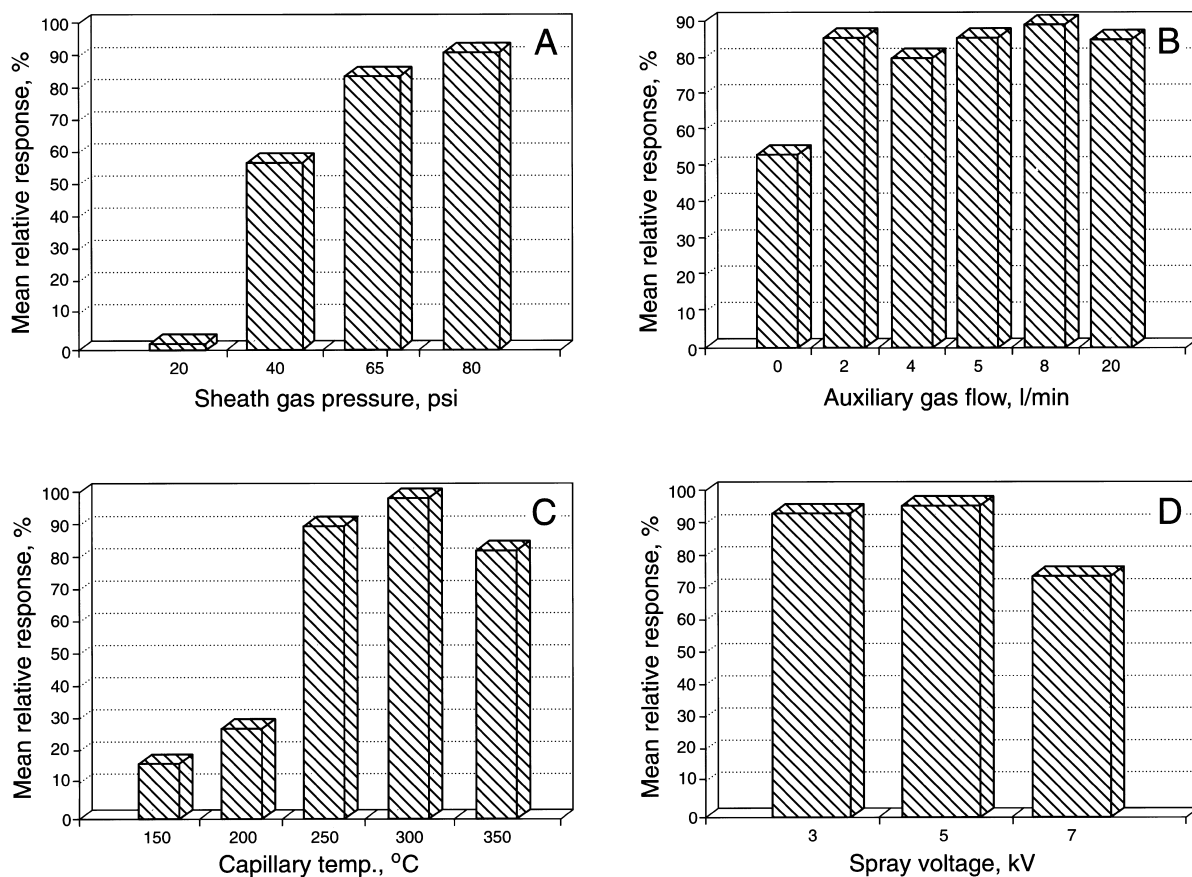 A
Mean relative response, %
100
90
80
70
60
50
40
30
20
10
0
20 40 65 80
Sheath gas pressure, psi
B
Mean relative response, %
90
80
70
60
50
40
30
20
10
0
0 2 4 5 8 20
Auxiliary gas flow, l/min
C
Mean relative response, %
100
90
80
70
60
50
40
30
20
10
0
150 200 250 300 350
Capillary temp., °C
D
Mean relative response, %
100
90
80
70
60
50
40
30
20
10
0
3 5 7
Spray voltage, kV